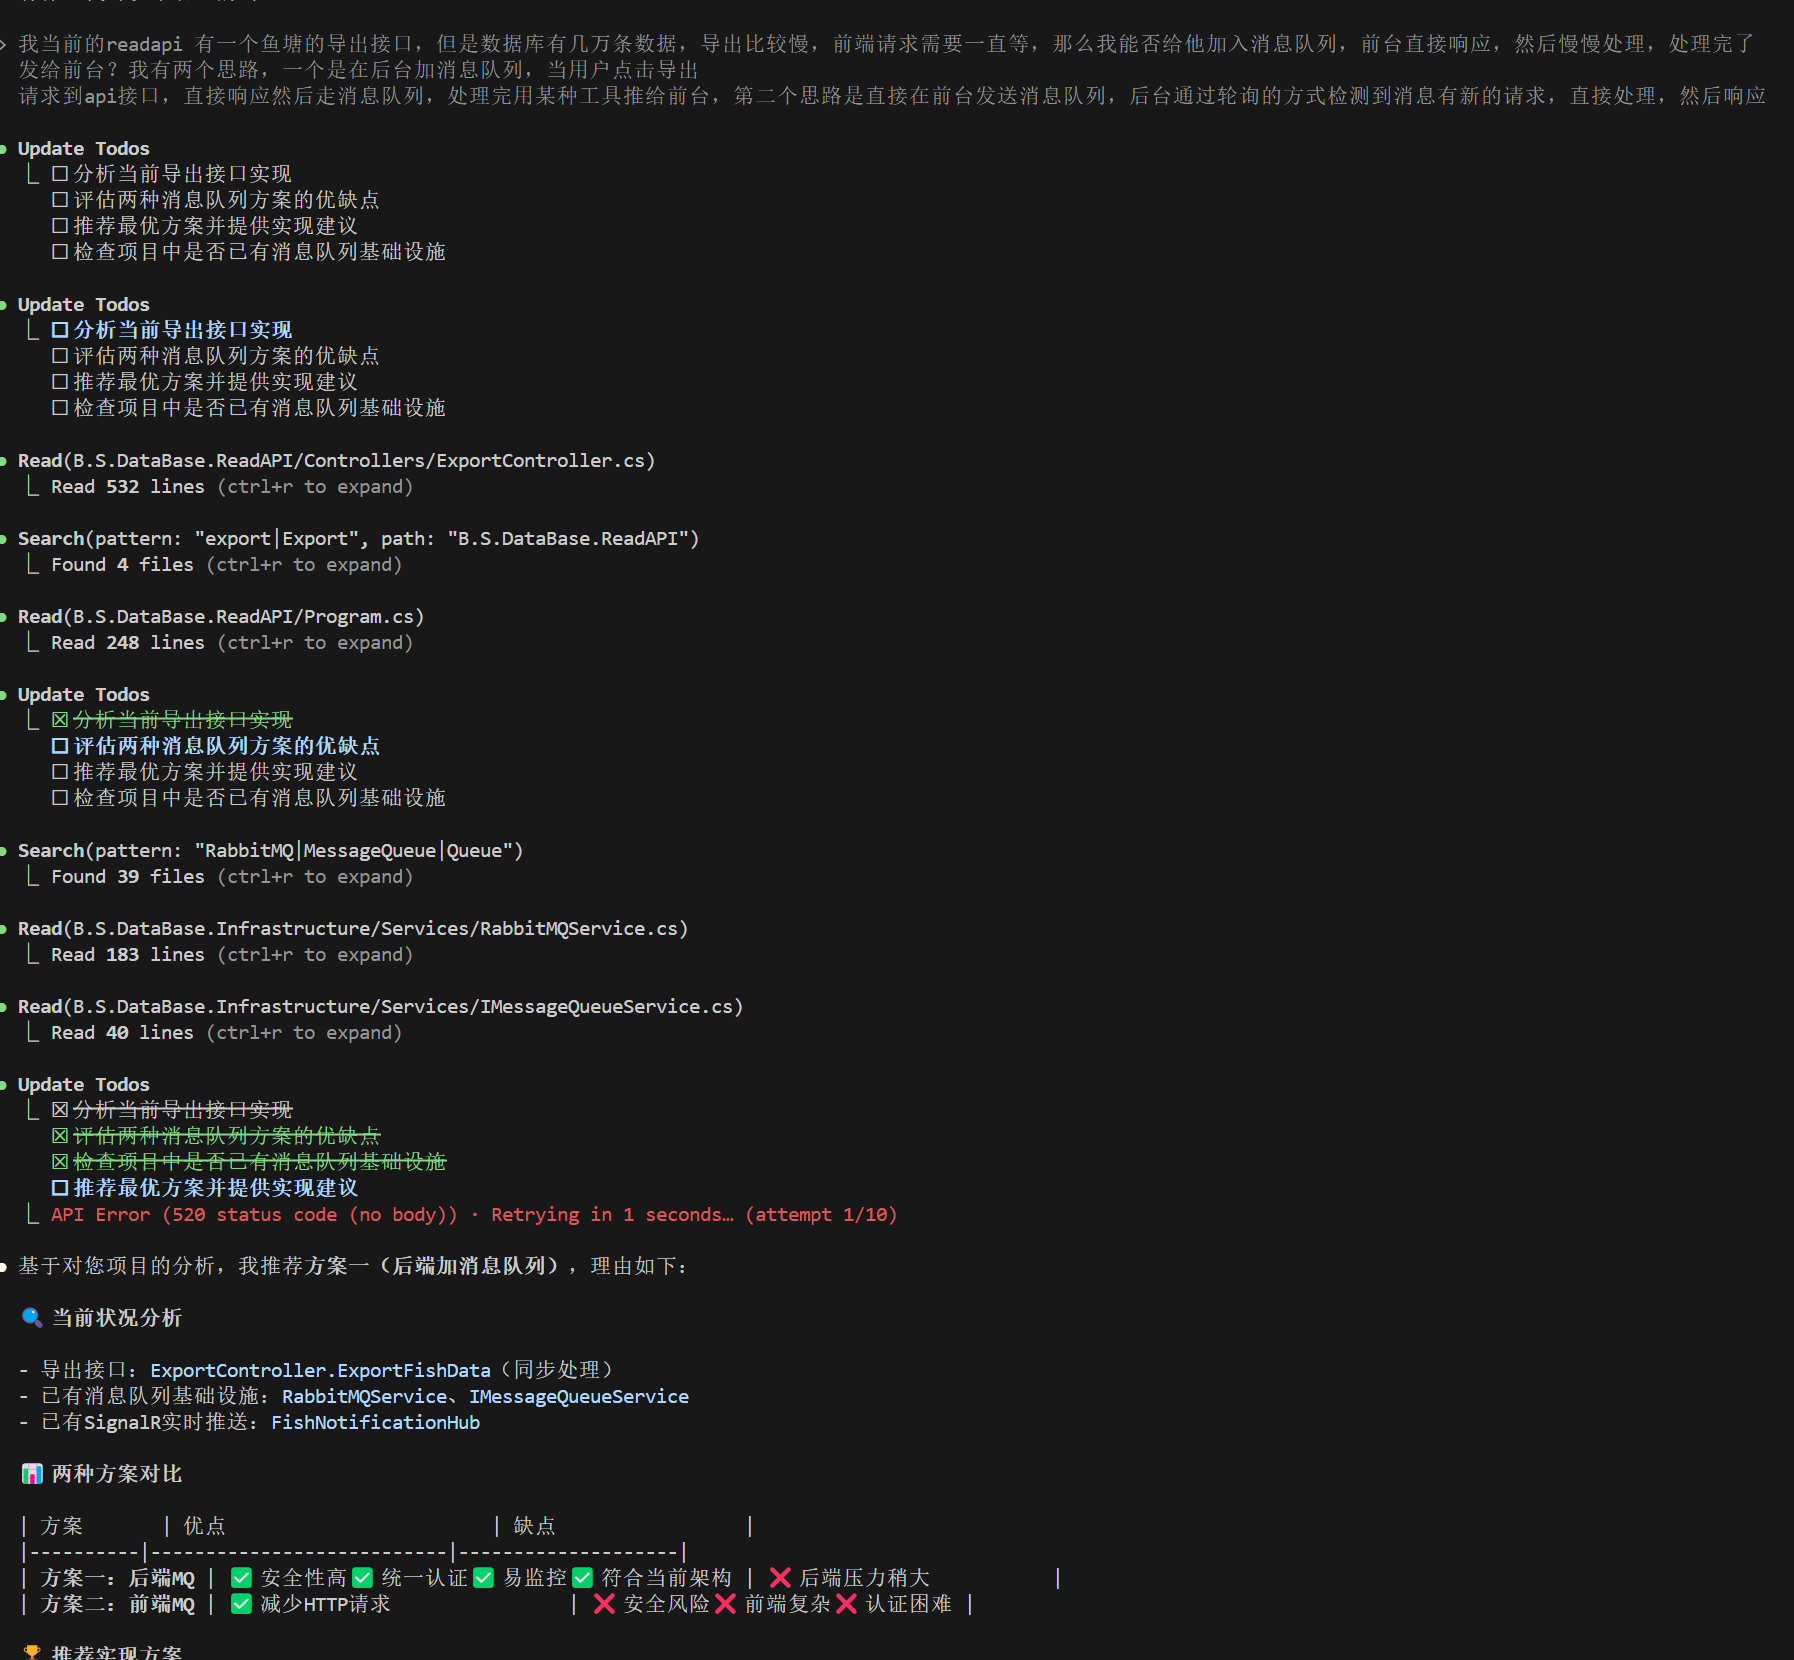 > 我当前的readapi 有一个鱼塘的导出接口，但是数据库有几万条数据，导出比较慢，前端请求需要一直等，那么我能否给他加入消息队列，前台直接响应，然后慢慢处理，处理完了
发给前台？我有两个思路，一个是在后台加消息队列，当用户点击导出
请求到api接口，直接响应然后走消息队列，处理完用某种工具推给前台，第二个思路是直接在前台发送消息队列，后台通过轮询的方式检测到消息有新的请求，直接处理，然后响应
● Update Todos
⎿ ☐ 分析当前导出接口实现
☐ 评估两种消息队列方案的优缺点
☐ 推荐最优方案并提供实现建议
☐ 检查项目中是否已有消息队列基础设施
● Update Todos
⎿ ☐ 分析当前导出接口实现
☐ 评估两种消息队列方案的优缺点
☐ 推荐最优方案并提供实现建议
☐ 检查项目中是否已有消息队列基础设施
● Read(B.S.DataBase.ReadAPI/Controllers/ExportController.cs)
⎿ Read 532 lines (ctrl+r to expand)
● Search(pattern: "export|Export", path: "B.S.DataBase.ReadAPI")
⎿ Found 4 files (ctrl+r to expand)
● Read(B.S.DataBase.ReadAPI/Program.cs)
⎿ Read 248 lines (ctrl+r to expand)
● Update Todos
⎿ ☒ 分析当前导出接口实现
☐ 评估两种消息队列方案的优缺点
☐ 推荐最优方案并提供实现建议
☐ 检查项目中是否已有消息队列基础设施
● Search(pattern: "RabbitMQ|MessageQueue|Queue")
⎿ Found 39 files (ctrl+r to expand)
● Read(B.S.DataBase.Infrastructure/Services/RabbitMQService.cs)
⎿ Read 183 lines (ctrl+r to expand)
● Read(B.S.DataBase.Infrastructure/Services/IMessageQueueService.cs)
⎿ Read 40 lines (ctrl+r to expand)
● Update Todos
⎿ ☒ 分析当前导出接口实现
☒ 评估两种消息队列方案的优缺点
☒ 检查项目中是否已有消息队列基础设施
☐ 推荐最优方案并提供实现建议
⎿ API Error (520 status code (no body)) · Retrying in 1 seconds… (attempt 1/10)
● 基于对您项目的分析，我推荐方案一（后端加消息队列），理由如下：
🔍 当前状况分析
- 导出接口：ExportController.ExportFishData（同步处理）
- 已有消息队列基础设施：RabbitMQService、IMessageQueueService
- 已有SignalR实时推送：FishNotificationHub
📊 两种方案对比
| 方案 | 优点 | 缺点 |
|----------|---------------------------|--------------------|
| 方案一：后端MQ | ✅ 安全性高✅ 统一认证✅ 易监控✅ 符合当前架构 | ❌ 后端压力稍大 |
| 方案二：前端MQ | ✅ 减少HTTP请求 | ❌ 安全风险❌ 前端复杂❌ 认证困难 |
🏆 推荐实现方案